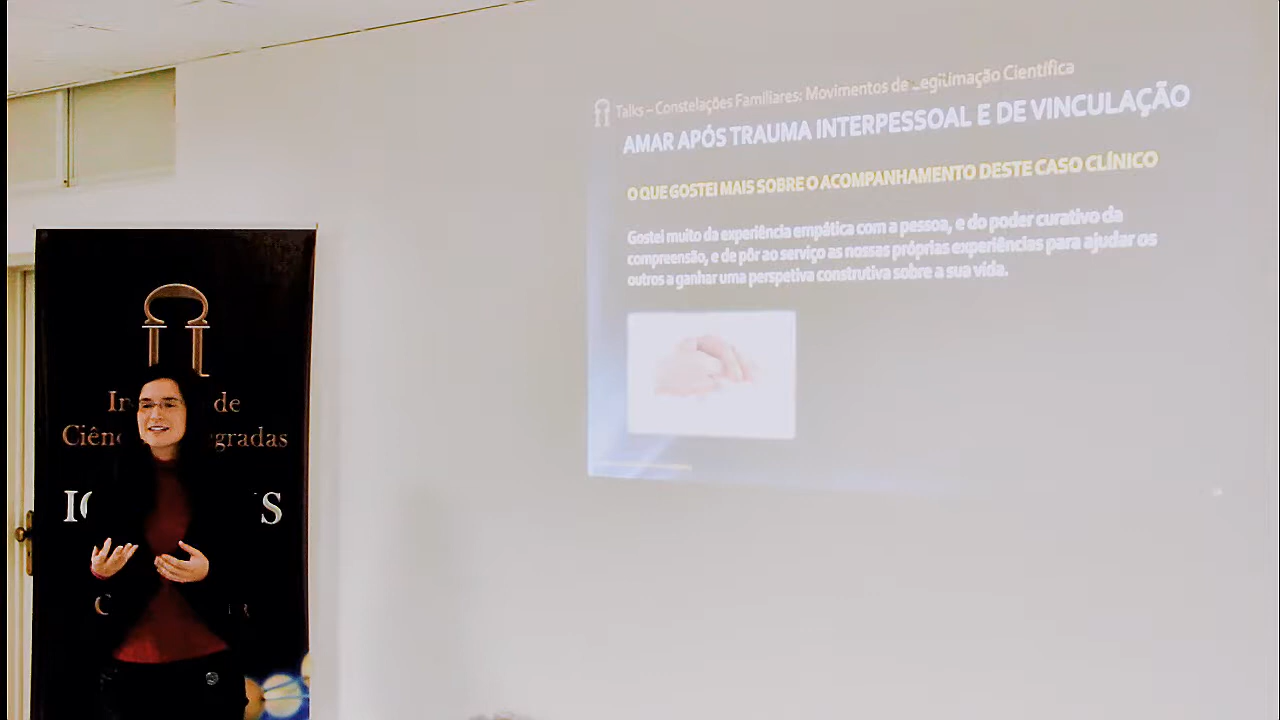 Talks – Constelações Familiares: Movimentos de Legitimação Científica
AMAR APÓS TRAUMA INTERPESSOAL E DE VINCULAÇÃO
O QUE GOSTEI MAIS SOBRE O ACOMPANHAMENTO DESTE CASO CLÍNICO
Gostei muito da experiência empática com a pessoa, e do poder curativo da
compreensão, e de pôr ao serviço as nossas próprias experiências para ajudar os
outros a ganhar uma perspetiva construtiva sobre a sua vida.
de